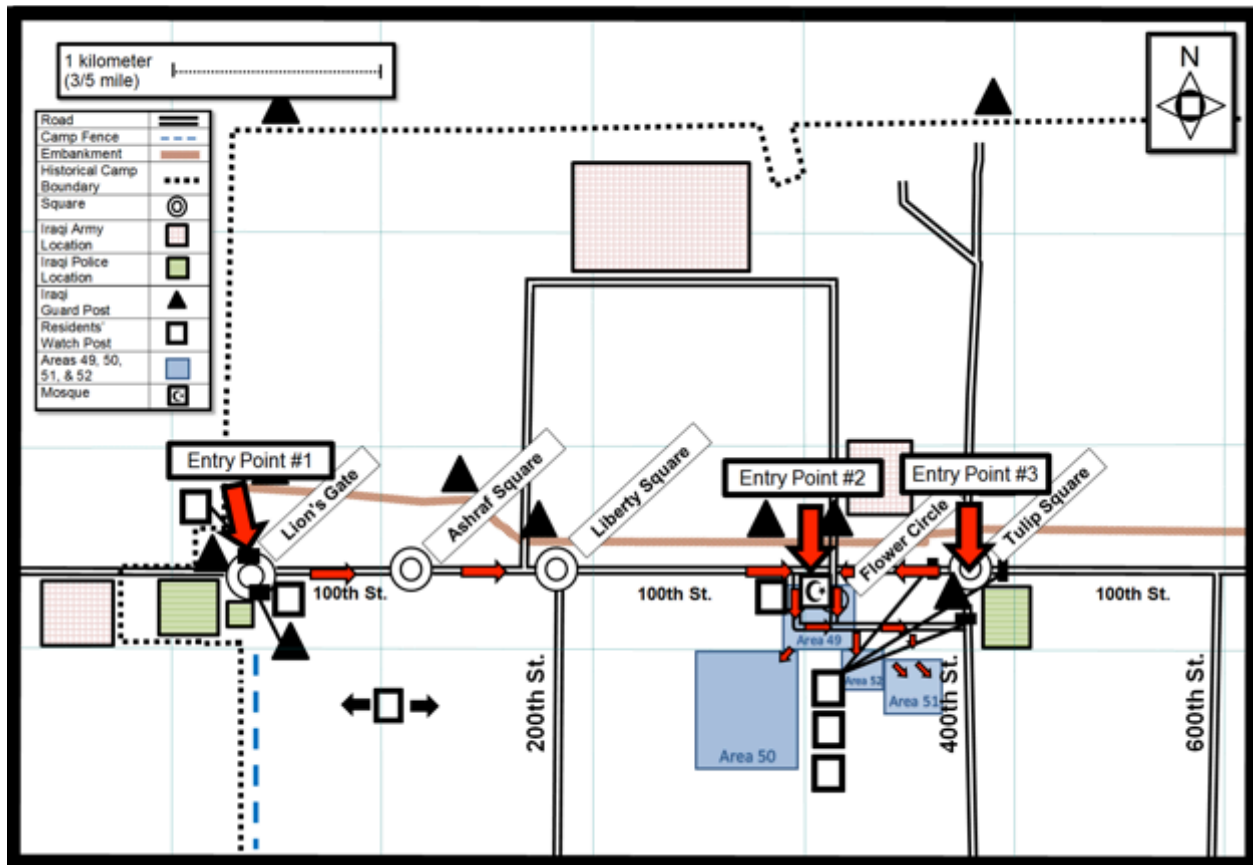 1 kilometer
(3/5 mile)
N
Road
Camp Fence
Embankment
Historical Camp
Boundary
Square
Iraqi Army
Location
Iraqi Police
Location
Iraqi
Guard Post
Residents'
Watch Post
Areas 49, 50,
51, & 52
Mosque
Entry Point #1
Lion's Gate
Ashraf Square
Liberty Square
Entry Point #2
Flower Circle
Entry Point #3
Tulip Square
100th St.
100th St.
100th St.
Area 49
Area 52
Area 51
Area 50
200th St.
400th St.
600th St.